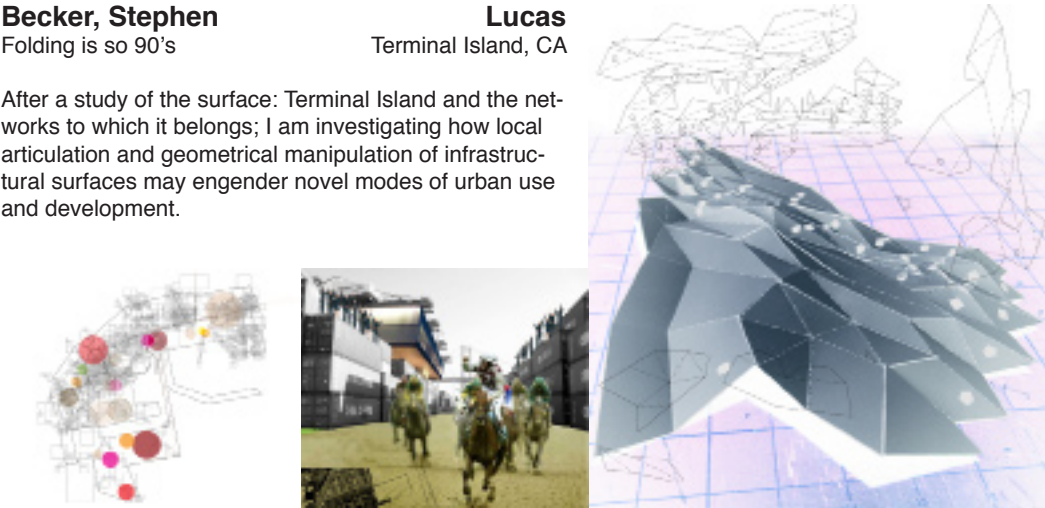 Becker, Stephen Lucas
Folding is so 90's Terminal Island, CA
After a study of the surface: Terminal Island and the net-
works to which it belongs; I am investigating how local
articulation and geometrical manipulation of infrastruc-
tural surfaces may engender novel modes of urban use
and development.